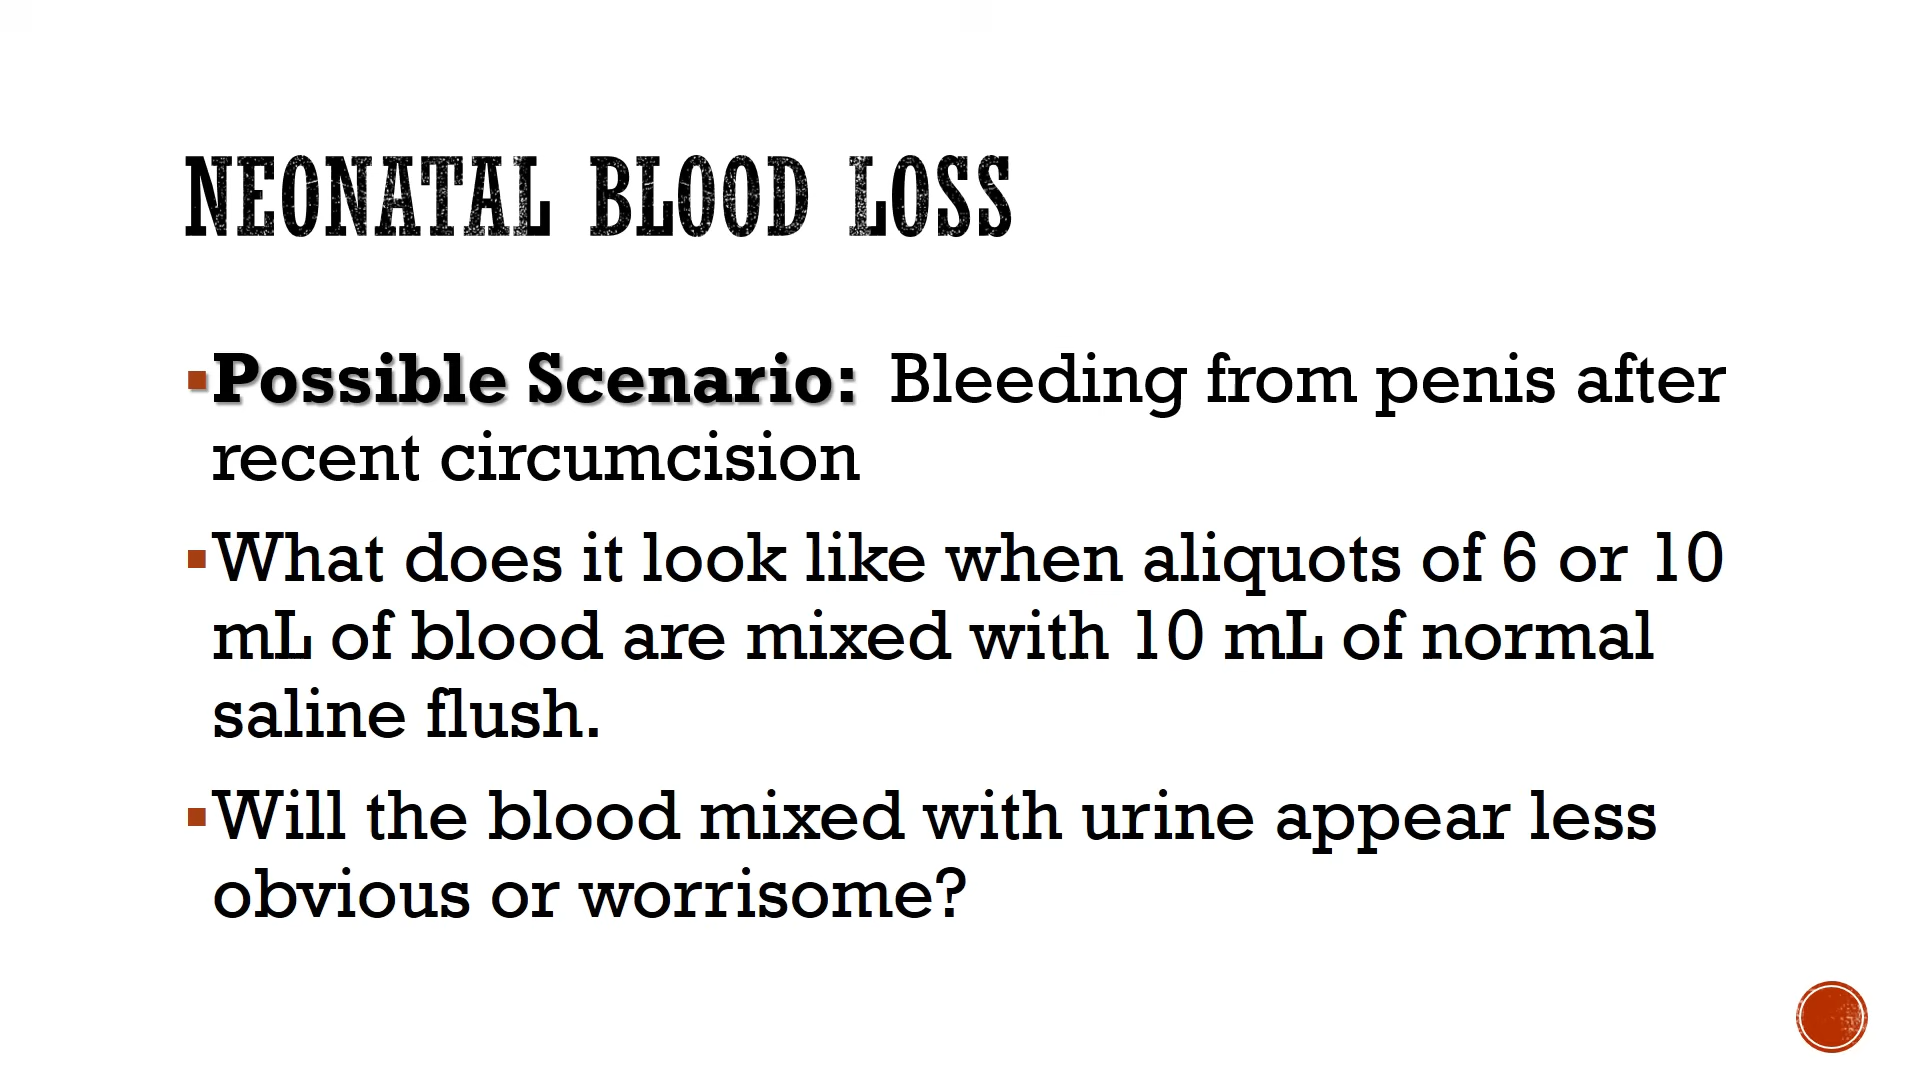 NEONATAL BLOOD LOSS
▪Possible Scenario: Bleeding from penis after
recent circumcision
▪What does it look like when aliquots of 6 or 10
mL of blood are mixed with 10 mL of normal
saline flush.
▪Will the blood mixed with urine appear less
obvious or worrisome?